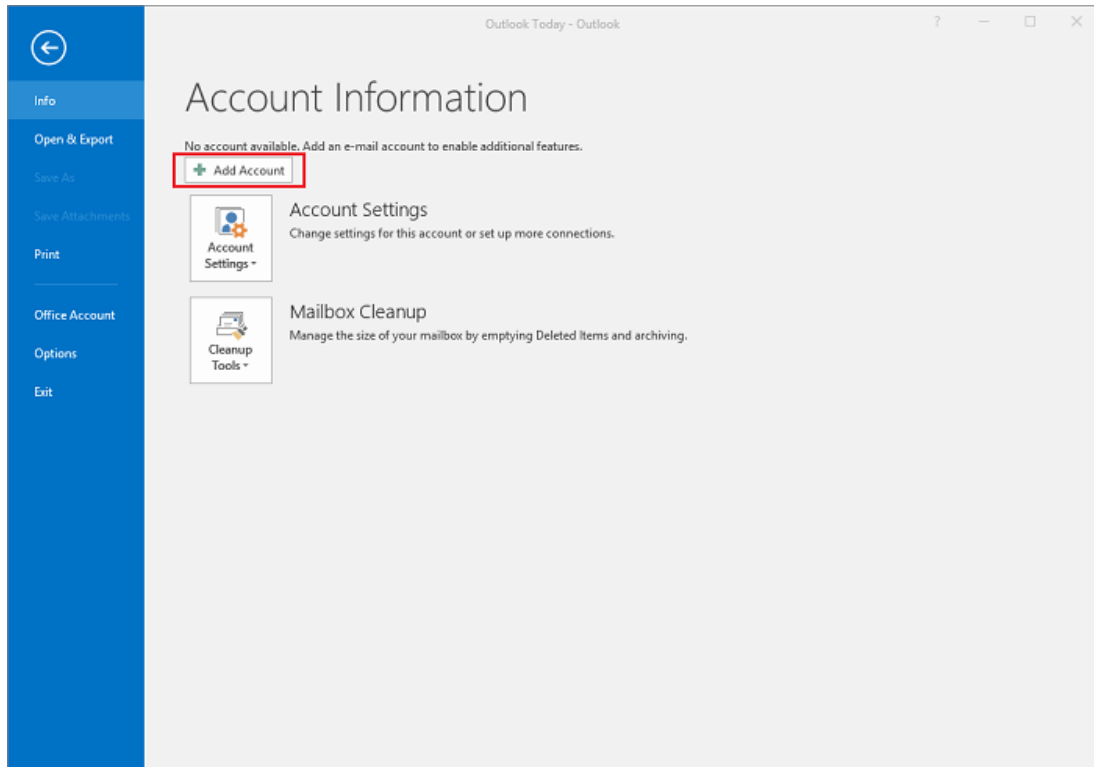 Outlook Today - Outlook
?
Info
Open & Export
Save As
Save Attachments
Print
Office Account
Options
Exit
Account Information
No account available. Add an e-mail account to enable additional features.
Add Account
Account
Settings
Account Settings
Change settings for this account or set up more connections.
Cleanup
Tools
Mailbox Cleanup
Manage the size of your mailbox by emptying Deleted Items and archiving.